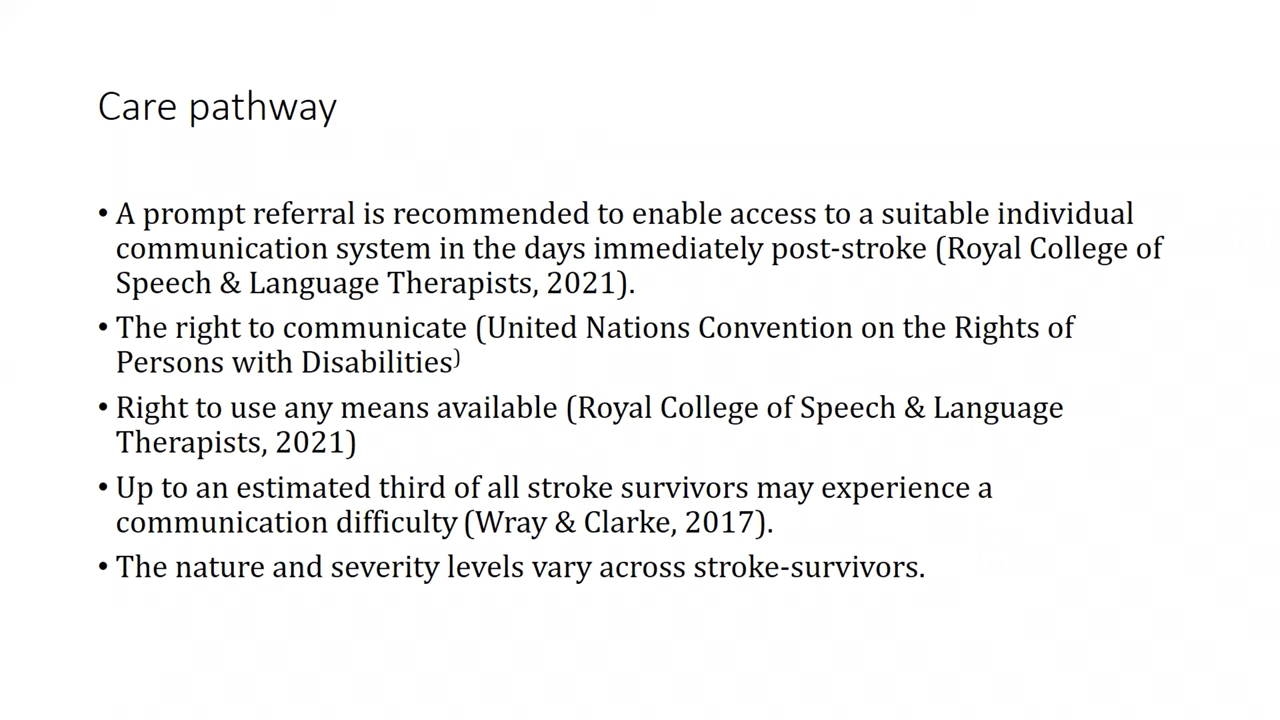 Care pathway
• A prompt referral is recommended to enable access to a suitable individual
communication system in the days immediately post-stroke (Royal College of
Speech & Language Therapists, 2021).
• The right to communicate (United Nations Convention on the Rights of
Persons with Disabilities)
• Right to use any means available (Royal College of Speech & Language
Therapists, 2021)
• Up to an estimated third of all stroke survivors may experience a
communication difficulty (Wray & Clarke, 2017).
• The nature and severity levels vary across stroke-survivors.